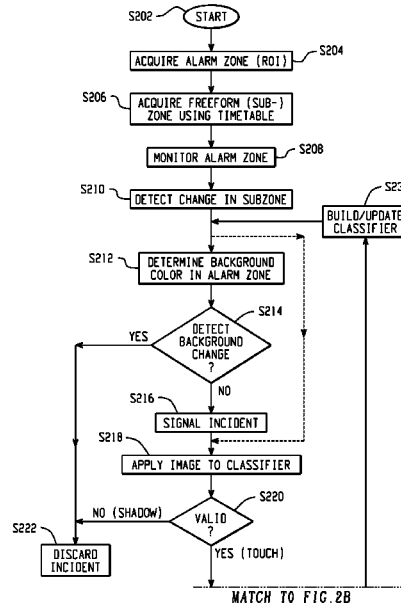 S202
START
S204
ACQUIRE ALARM ZONE (ROI)
S206
ACQUIRE FREEFORM (SUB-)
ZONE USING TIMETABLE
S208
MONITOR ALARM ZONE
S210
DETECT CHANGE IN SUBZONE
S23
BUILD/UPDATE
CLASSIFIER
S212
DETERMINE BACKGROUND
COLOR IN ALARM ZONE
S214
YES
DETECT
BACKGROUND
CHANGE
?
NO
S216
SIGNAL INCIDENT
S218
APPLY IMAGE TO CLASSIFIER
S220
NO (SHADOW)
VALID
?
S222
DISCARD
INCIDENT
YES (TOUCH)
MATCH TO FIG.2B